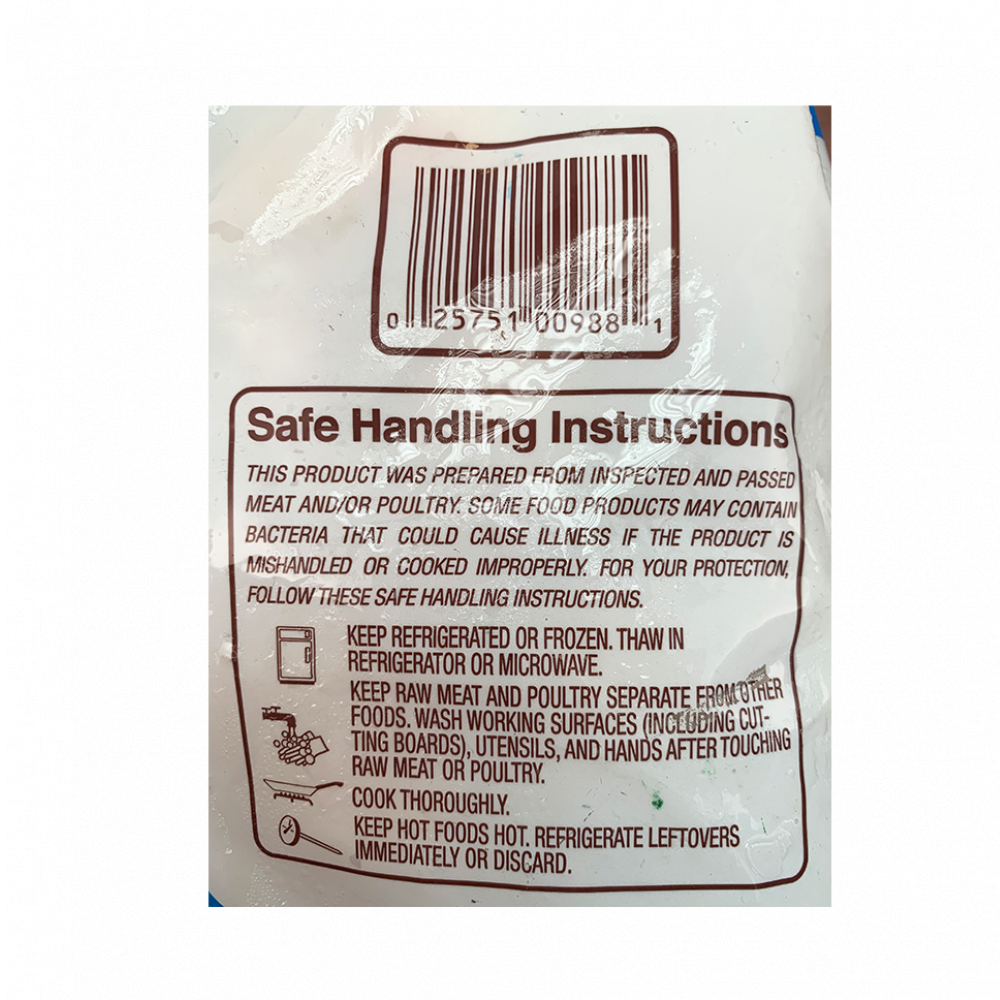 0 25751 00988 1
Safe Handling Instructions
THIS PRODUCT WAS PREPARED FROM INSPECTED AND PASSED
MEAT AND/OR POULTRY. SOME FOOD PRODUCTS MAY CONTAIN
BACTERIA THAT COULD CAUSE ILLNESS IF THE PRODUCT IS
MISHANDLED OR COOKED IMPROPERLY. FOR YOUR PROTECTION,
FOLLOW THESE SAFE HANDLING INSTRUCTIONS.
KEEP REFRIGERATED OR FROZEN. THAW IN
REFRIGERATOR OR MICROWAVE.
KEEP RAW MEAT AND POULTRY SEPARATE FROM OTHER
FOODS. WASH WORKING SURFACES (INCLUDING CUT-
TING BOARDS), UTENSILS, AND HANDS AFTER TOUCHING
RAW MEAT OR POULTRY.
COOK THOROUGHLY.
KEEP HOT FOODS HOT. REFRIGERATE LEFTOVERS
IMMEDIATELY OR DISCARD.